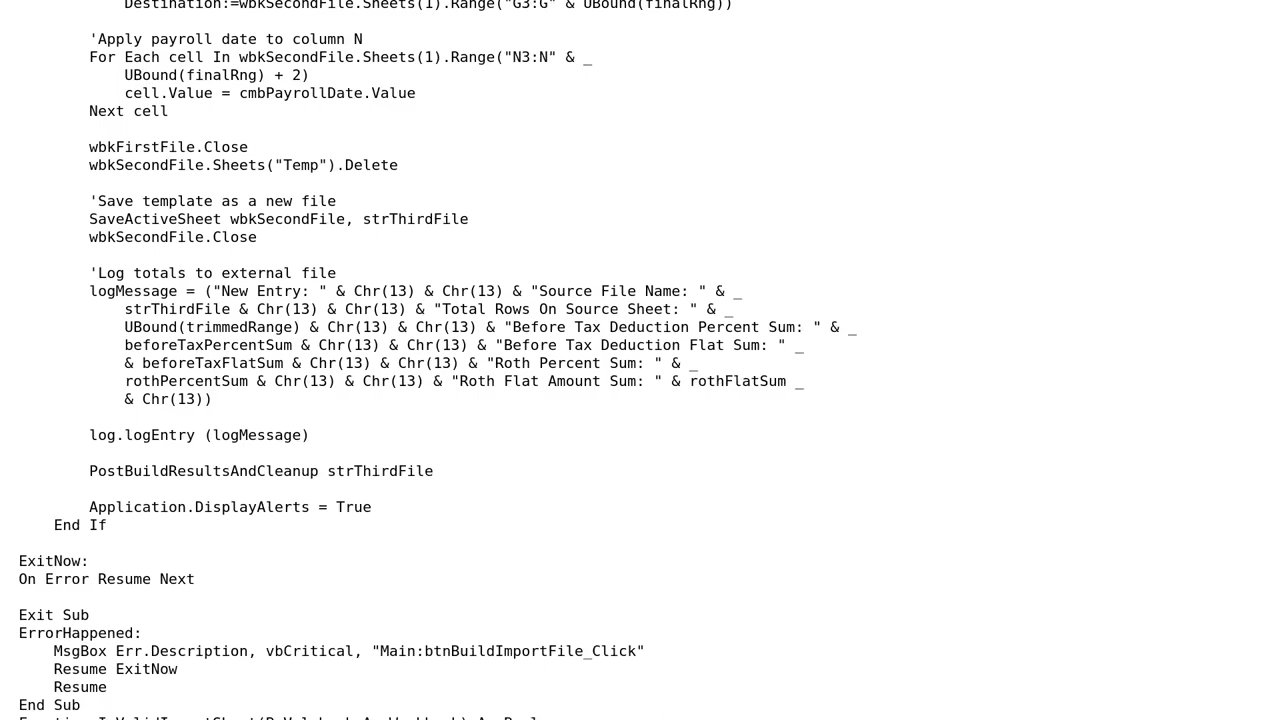 Destination:=wbkSecondFile.Sheets(1).Range("G3:G" & UBound(finalRng))
'Apply payroll date to column N
For Each cell In wbkSecondFile.Sheets(1).Range("N3:N" & _
UBound(finalRng) + 2)
cell.Value = cmbPayrollDate.Value
Next cell
wbkFirstFile.Close
wbkSecondFile.Sheets("Temp").Delete
'Save template as a new file
SaveActiveSheet wbkSecondFile, strThirdFile
wbkSecondFile.Close
'Log totals to external file
logMessage = ("New Entry: " & Chr(13) & Chr(13) & "Source File Name: " & _
strThirdFile & Chr(13) & Chr(13) & "Total Rows On Source Sheet: " & _
UBound(trimmedRange) & Chr(13) & Chr(13) & "Before Tax Deduction Percent Sum: " & _
beforeTaxPercentSum & Chr(13) & Chr(13) & "Before Tax Deduction Flat Sum: " _
& beforeTaxFlatSum & Chr(13) & Chr(13) & "Roth Percent Sum: " & _
rothPercentSum & Chr(13) & Chr(13) & "Roth Flat Amount Sum: " & rothFlatSum _
& Chr(13))
log.logEntry (logMessage)
PostBuildResultsAndCleanup strThirdFile
Application.DisplayAlerts = True
End If
ExitNow:
On Error Resume Next
Exit Sub
ErrorHappened:
MsgBox Err.Description, vbCritical, "Main:btnBuildImportFile_Click"
Resume ExitNow
Resume
End Sub